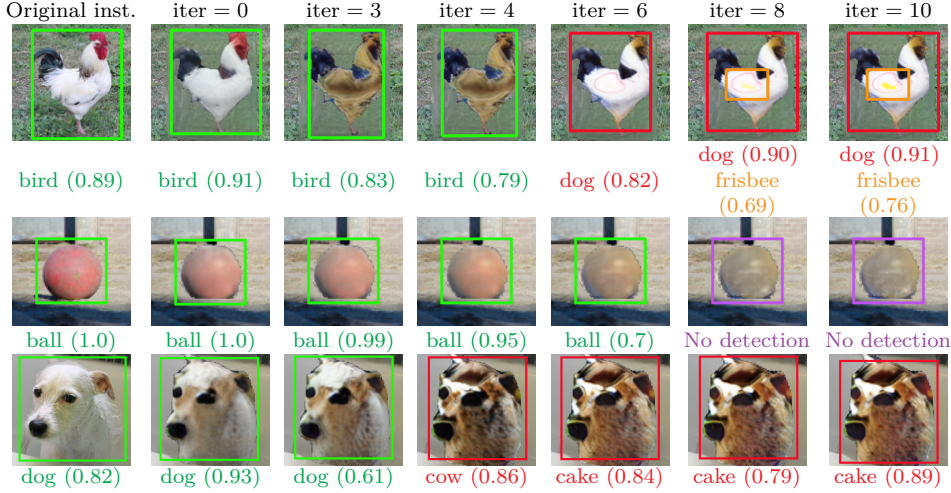 Original inst. iter = 0 iter = 3 iter = 4 iter = 6 iter = 8 iter = 10
dog (0.90) dog (0.91)
bird (0.89) bird (0.91) bird (0.83) bird (0.79) dog (0.82) frisbee frisbee
(0.69) (0.76)
ball (1.0) ball (1.0) ball (0.99) ball (0.95) ball (0.7) No detection No detection
dog (0.82) dog (0.93) dog (0.61) cow (0.86) cake (0.84) cake (0.79) cake (0.89)